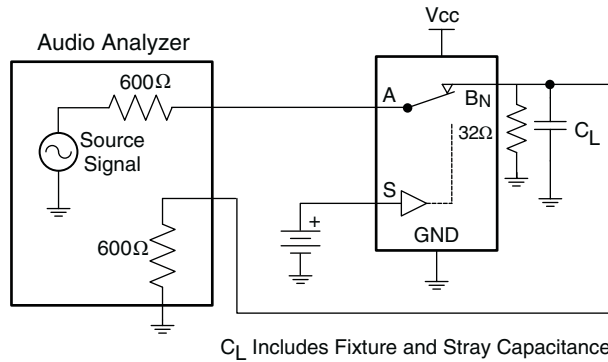 Vcc
Audio Analyzer
600Ω
A
BN
Source
Signal
32Ω
CL
S
+
600Ω
GND
CL Includes Fixture and Stray Capacitance